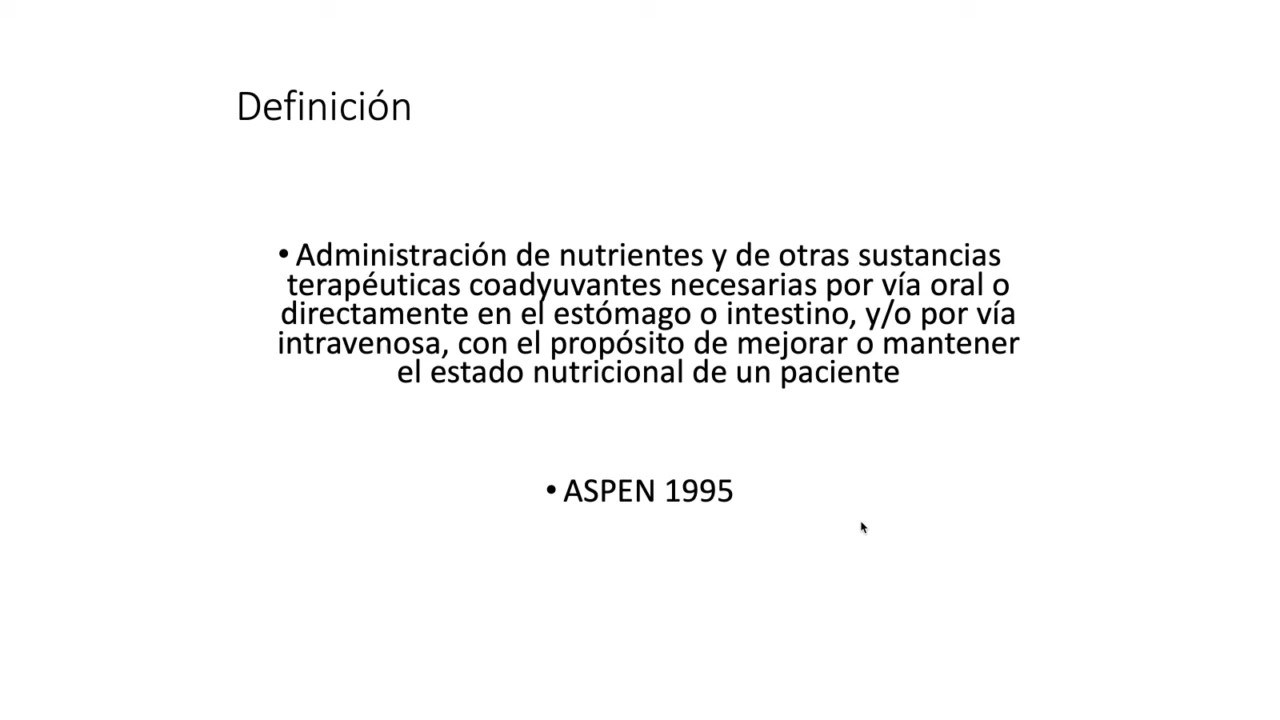 Definición
• Administración de nutrientes y de otras sustancias
terapéuticas coadyuvantes necesarias por vía oral o
directamente en el estómago o intestino, y/o por vía
intravenosa, con el propósito de mejorar o mantener
el estado nutricional de un paciente
• ASPEN 1995